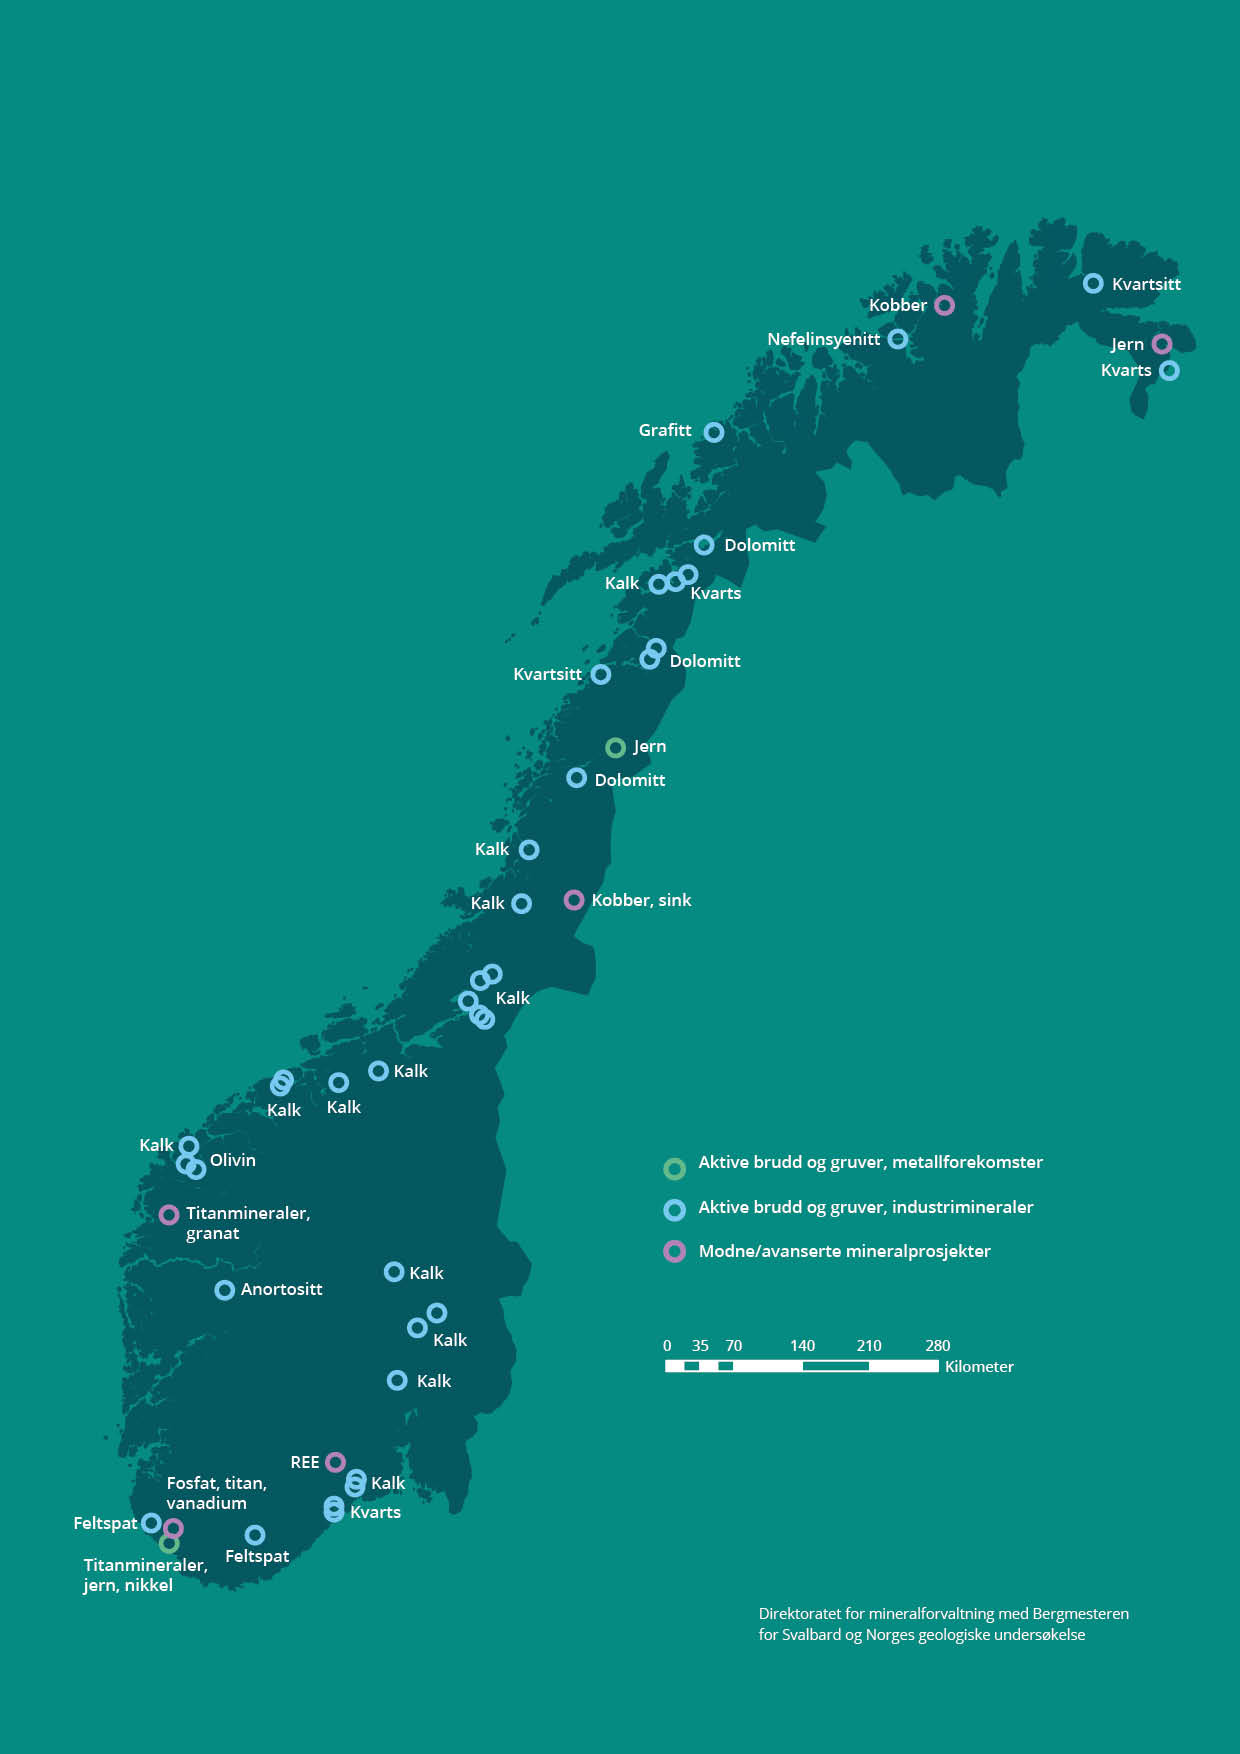 Kvartsitt
Kobber
Nefelinsyenitt
Jern
Kvarts
Grafitt
Dolomitt
Kalk
Kvarts
Dolomitt
Kvartsitt
Jern
Dolomitt
Kalk
Kalk
Kobber, sink
Kalk
Kalk
Kalk
Kalk
Kalk
Olivin
Titanmineraler,
granat
Anortositt
Kalk
Kalk
Kalk
REE
Kalk
Fosfat, titan,
vanadium
Kvarts
Feltspat
Feltspat
Titanmineraler,
jern, nikkel
Aktive brudd og gruver, metallforekomster
Aktive brudd og gruver, industrimineraler
Modne/avanserte mineralprosjekter
0 35 70 140 210 280
Kilometer
Direktoratet for mineralforvaltning med Bergmesteren
for Svalbard og Norges geologiske undersøkelse